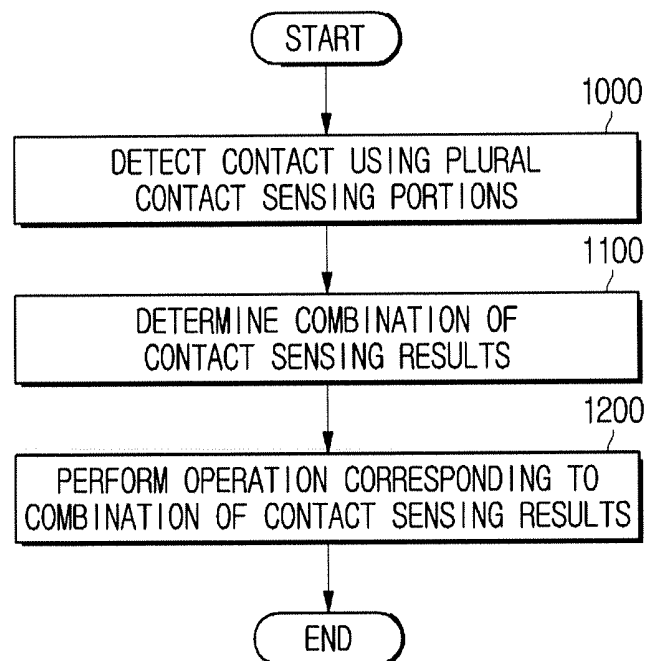 START
1000
DETECT CONTACT USING PLURAL
CONTACT SENSING PORTIONS
1100
DETERMINE COMBINATION OF
CONTACT SENSING RESULTS
1200
PERFORM OPERATION CORRESPONDING TO
COMBINATION OF CONTACT SENSING RESULTS
END